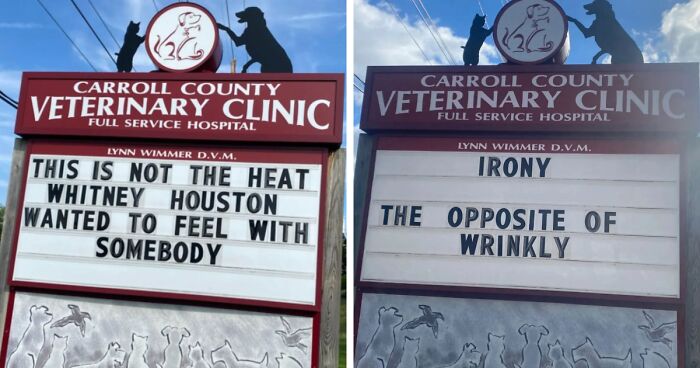 CARROLL COUNTY
VETERINARY CLINIC
FULL SERVICE HOSPITAL
LYNN WIMMER D.V.M.
THIS IS NOT THE HEAT
WHITNEY HOUSTON
WANTED TO FEEL WITH
SOMEBODY
CARROLL COUNTY
VETERINARY CLINIC
FULL SERVICE HOSPITAL
LYNN WIMMER D.V.M.
IRONY
THE OPPOSITE OF
WRINKLY